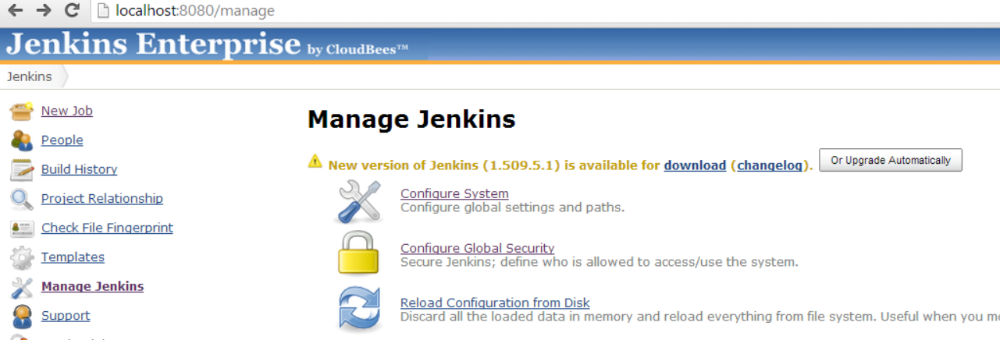 localhost:8080/manage
Jenkins Enterprise by CloudBees™
Jenkins
New Job
People
Build History
Project Relationship
Check File Fingerprint
Templates
Manage Jenkins
Support
Manage Jenkins
New version of Jenkins (1.509.5.1) is available for download (changelog). Or Upgrade Automatically
Configure System
Configure global settings and paths.
Configure Global Security
Secure Jenkins; define who is allowed to access/use the system.
Reload Configuration from Disk
Discard all the loaded data in memory and reload everything from file system. Useful when you